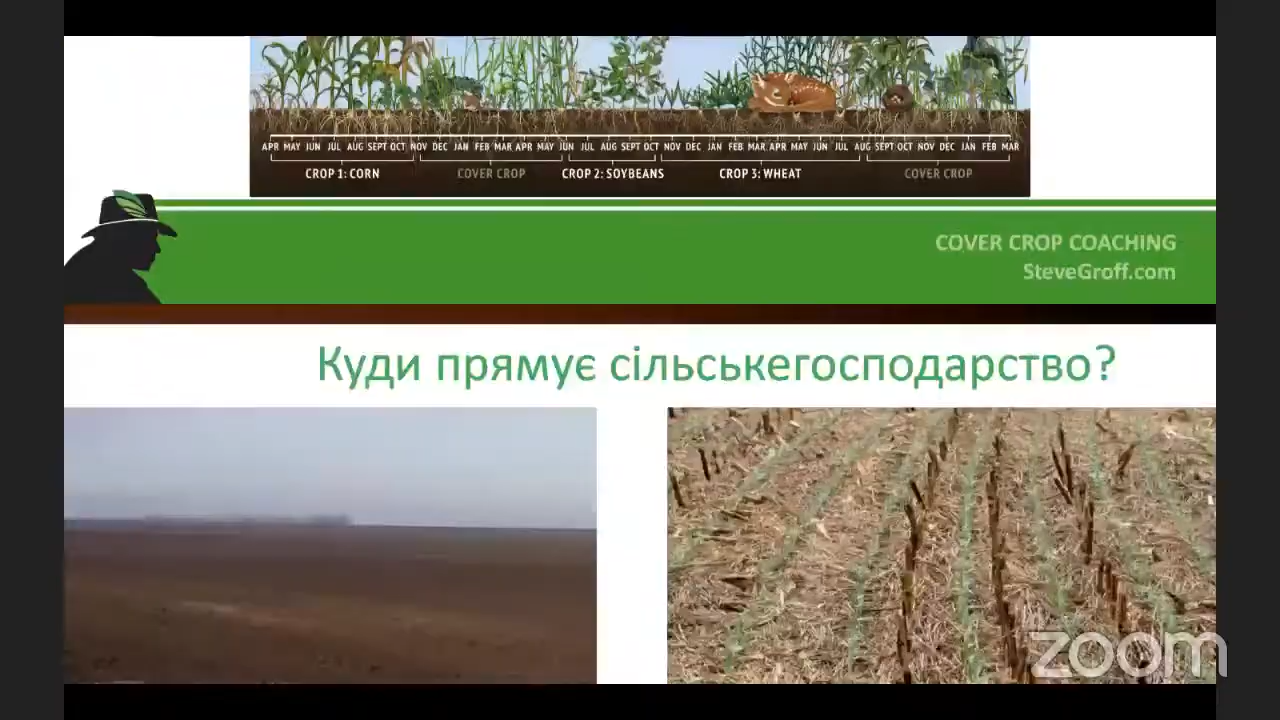 APR MAY JUN JUL AUG SEPT OCT NOV DEC JAN FEB MAR APR MAY JUN JUL AUG SEPT OCT NOV DEC JAN FEB MAR APR MAY JUN JUL AUG SEPT OCT NOV DEC JAN FEB MAR
CROP 1: CORN COVER CROP CROP 2: SOYBEANS CROP 3: WHEAT COVER CROP
COVER CROP COACHING
SteveGroff.com
Куди прямує сільськегосподарство?
zoom